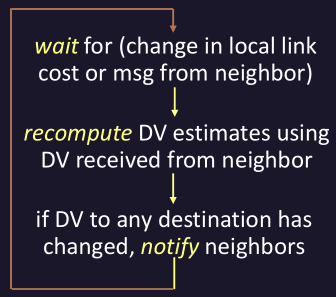 wait for (change in local link
cost or msg from neighbor)
recompute DV estimates using
DV received from neighbor
if DV to any destination has
changed, notify neighbors